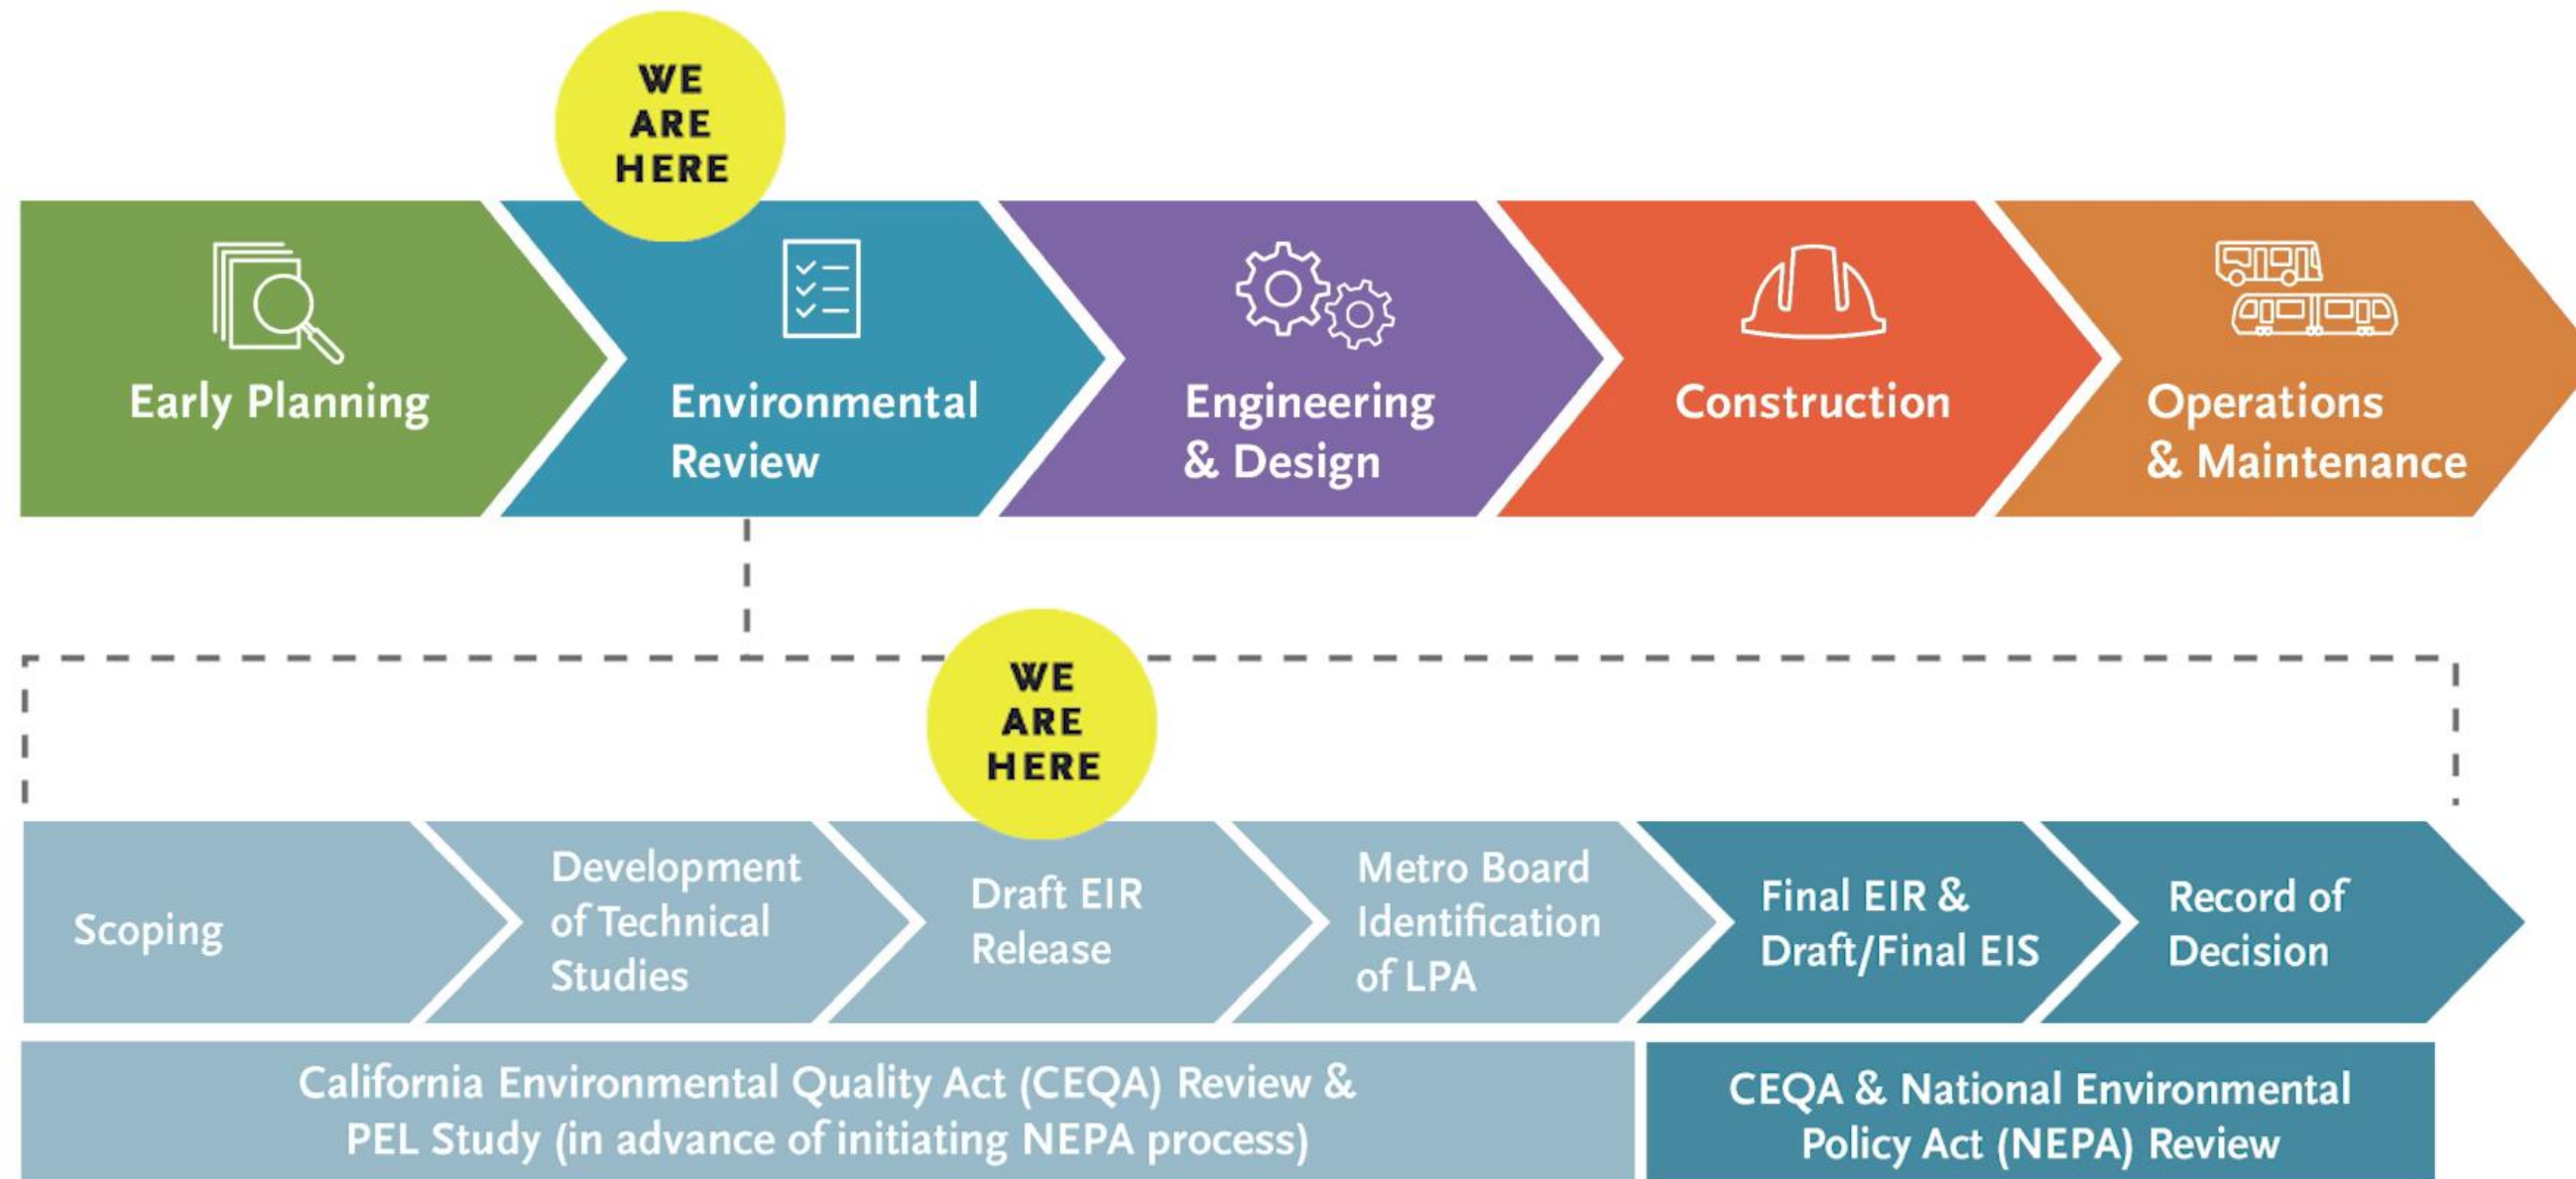 WE
ARE
HERE
Early Planning
Environmental
Review
Engineering
& Design
Construction
Operations
& Maintenance
WE
ARE
HERE
Scoping
Development
of Technical
Studies
Draft EIR
Release
Metro Board
Identification
of LPA
Final EIR &
Draft/Final EIS
Record of
Decision
California Environmental Quality Act (CEQA) Review &
PEL Study (in advance of initiating NEPA process)
CEQA & National Environmental
Policy Act (NEPA) Review